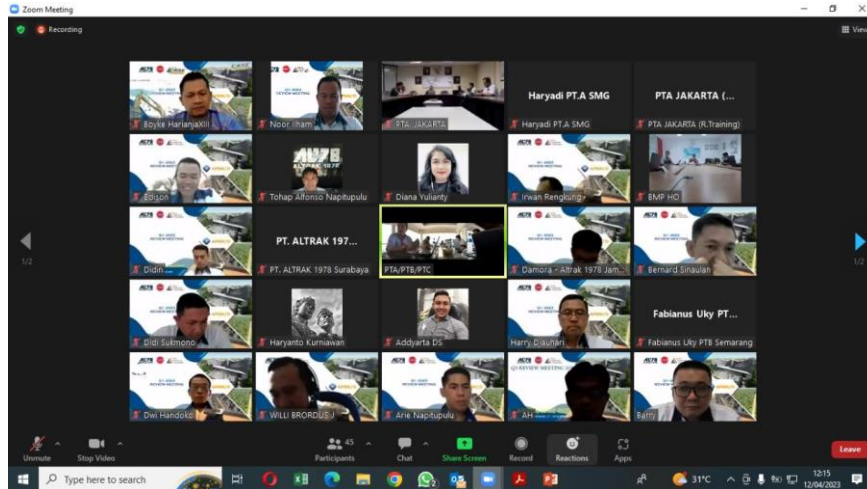 Zoom Meeting
Recording
View
Boyke HarianjaXIII
Noor Ilham
PTA. JAKARTA
Haryadi PT.A SMG
Haryadi PT.A SMG
PTA JAKARTA (...
PTA JAKARTA (R.Training)
Edison
ALTRAK 1978
Tohap Alfonso Napitupulu
Diana Yulianty
Irwan Rengkung
BMP HO
1/2
Didin
PT. ALTRAK 197...
PT. ALTRAK 1978 Surabaya
PTA/PTB/PTC
Damora - Altrak 1978 Jam...
Bernard Sinaulan
1/2
Didi Sukmono
Haryanto Kurniawan
Addyarta DS
Harry Djauhari
Fabianus Uky PT...
Fabianus Uky PTB Semarang
Dwi Handoko
WILLI BRORDUS J
Arie Napitupulu
Q1 REVIEW MEETING
AH
Barry
Unmute
Stop Video
45
Participants
Chat
Share Screen
Record
Reactions
Apps
Leave
Type here to search
31°C
12:15
12/04/2023